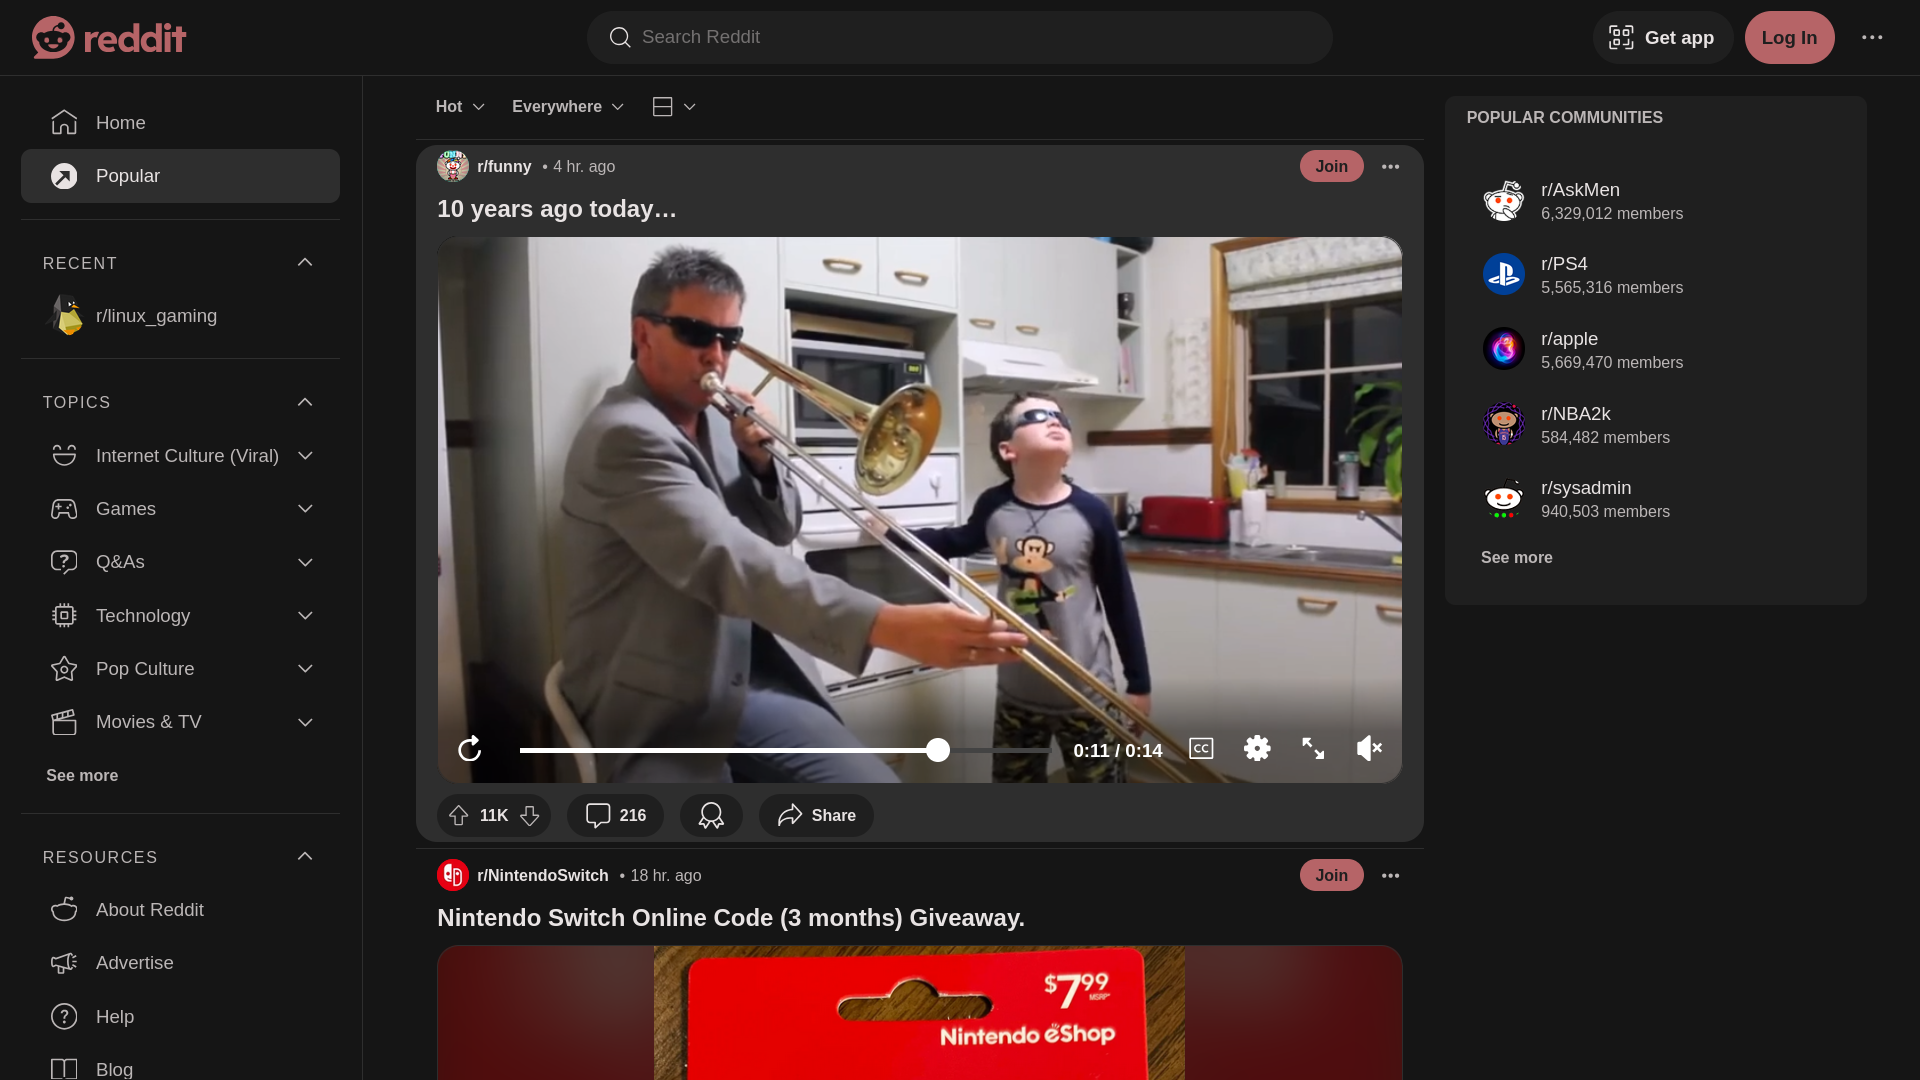 reddit
Search Reddit
Get app
Log In
Home
Popular
RECENT
r/linux_gaming
TOPICS
Internet Culture (Viral)
Games
Q&As
Technology
Pop Culture
Movies & TV
See more
RESOURCES
About Reddit
Advertise
Help
Blog
Hot
Everywhere
r/funny • 4 hr. ago
Join
10 years ago today…
0:11 / 0:14
CC
11K
216
Share
r/NintendoSwitch • 18 hr. ago
Join
Nintendo Switch Online Code (3 months) Giveaway.
$7.99
MSRP*
Nintendo eShop
POPULAR COMMUNITIES
r/AskMen
6,329,012 members
r/PS4
5,565,316 members
r/apple
5,669,470 members
r/NBA2k
584,482 members
r/sysadmin
940,503 members
See more